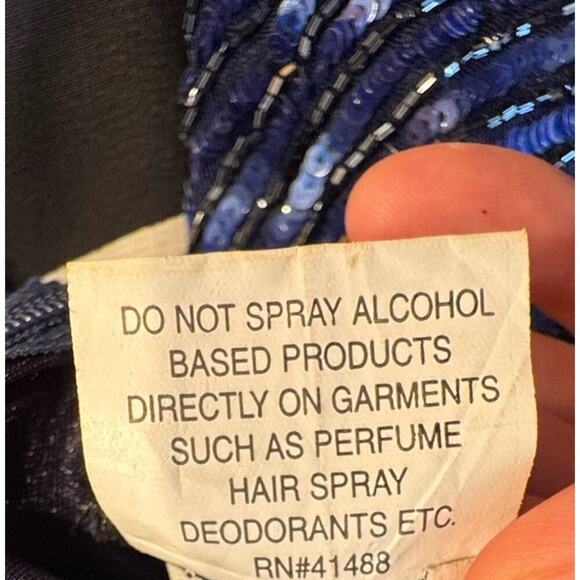 DO NOT SPRAY ALCOHOL
BASED PRODUCTS
DIRECTLY ON GARMENTS
SUCH AS PERFUME
HAIR SPRAY
DEODORANTS ETC.
RN#41488